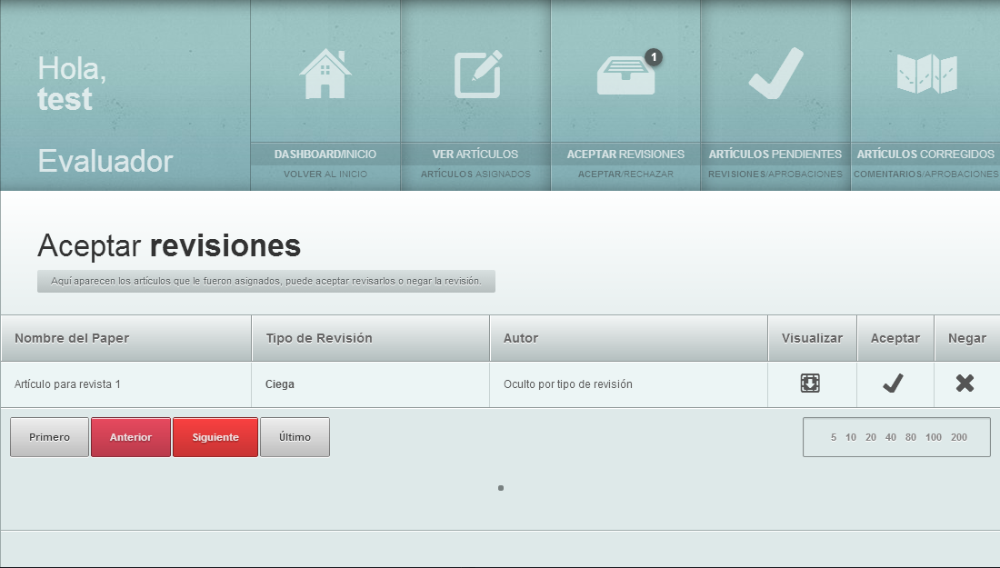 Hola,
test
Evaluador
1
DASHBOARD/INICIO
VOLVER AL INICIO
VER ARTÍCULOS
ARTÍCULOS ASIGNADOS
ACEPTAR REVISIONES
ACEPTAR/RECHAZAR
ARTÍCULOS PENDIENTES
REVISIONES/APROBACIONES
ARTÍCULOS CORREGIDOS
COMENTARIOS/APROBACIONES
Aceptar revisiones
Aquí aparecen los artículos que le fueron asignados, puede aceptar revisarlos o negar la revisión.
Nombre del Paper Tipo de Revisión Autor Visualizar Aceptar Negar
Artículo para revista 1 Ciega Oculto por tipo de revisión
Primero Anterior Siguiente Último 5 10 20 40 80 100 200